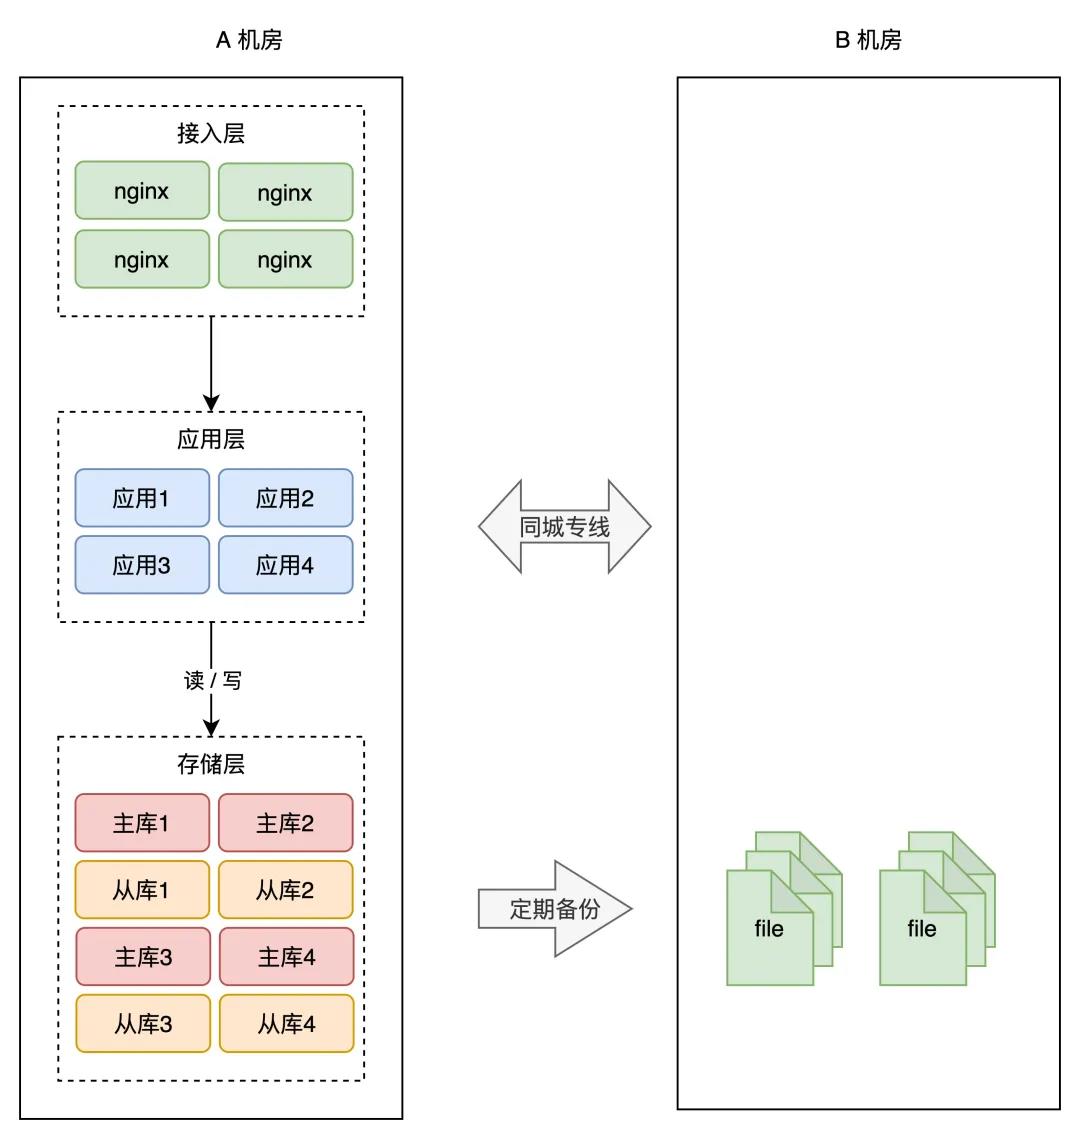 A 机房
B 机房
接入层
nginx
nginx
nginx
nginx
应用层
应用1
应用2
应用3
应用4
同城专线
读 / 写
存储层
主库1
主库2
从库1
从库2
主库3
主库4
从库3
从库4
定期备份
file
file